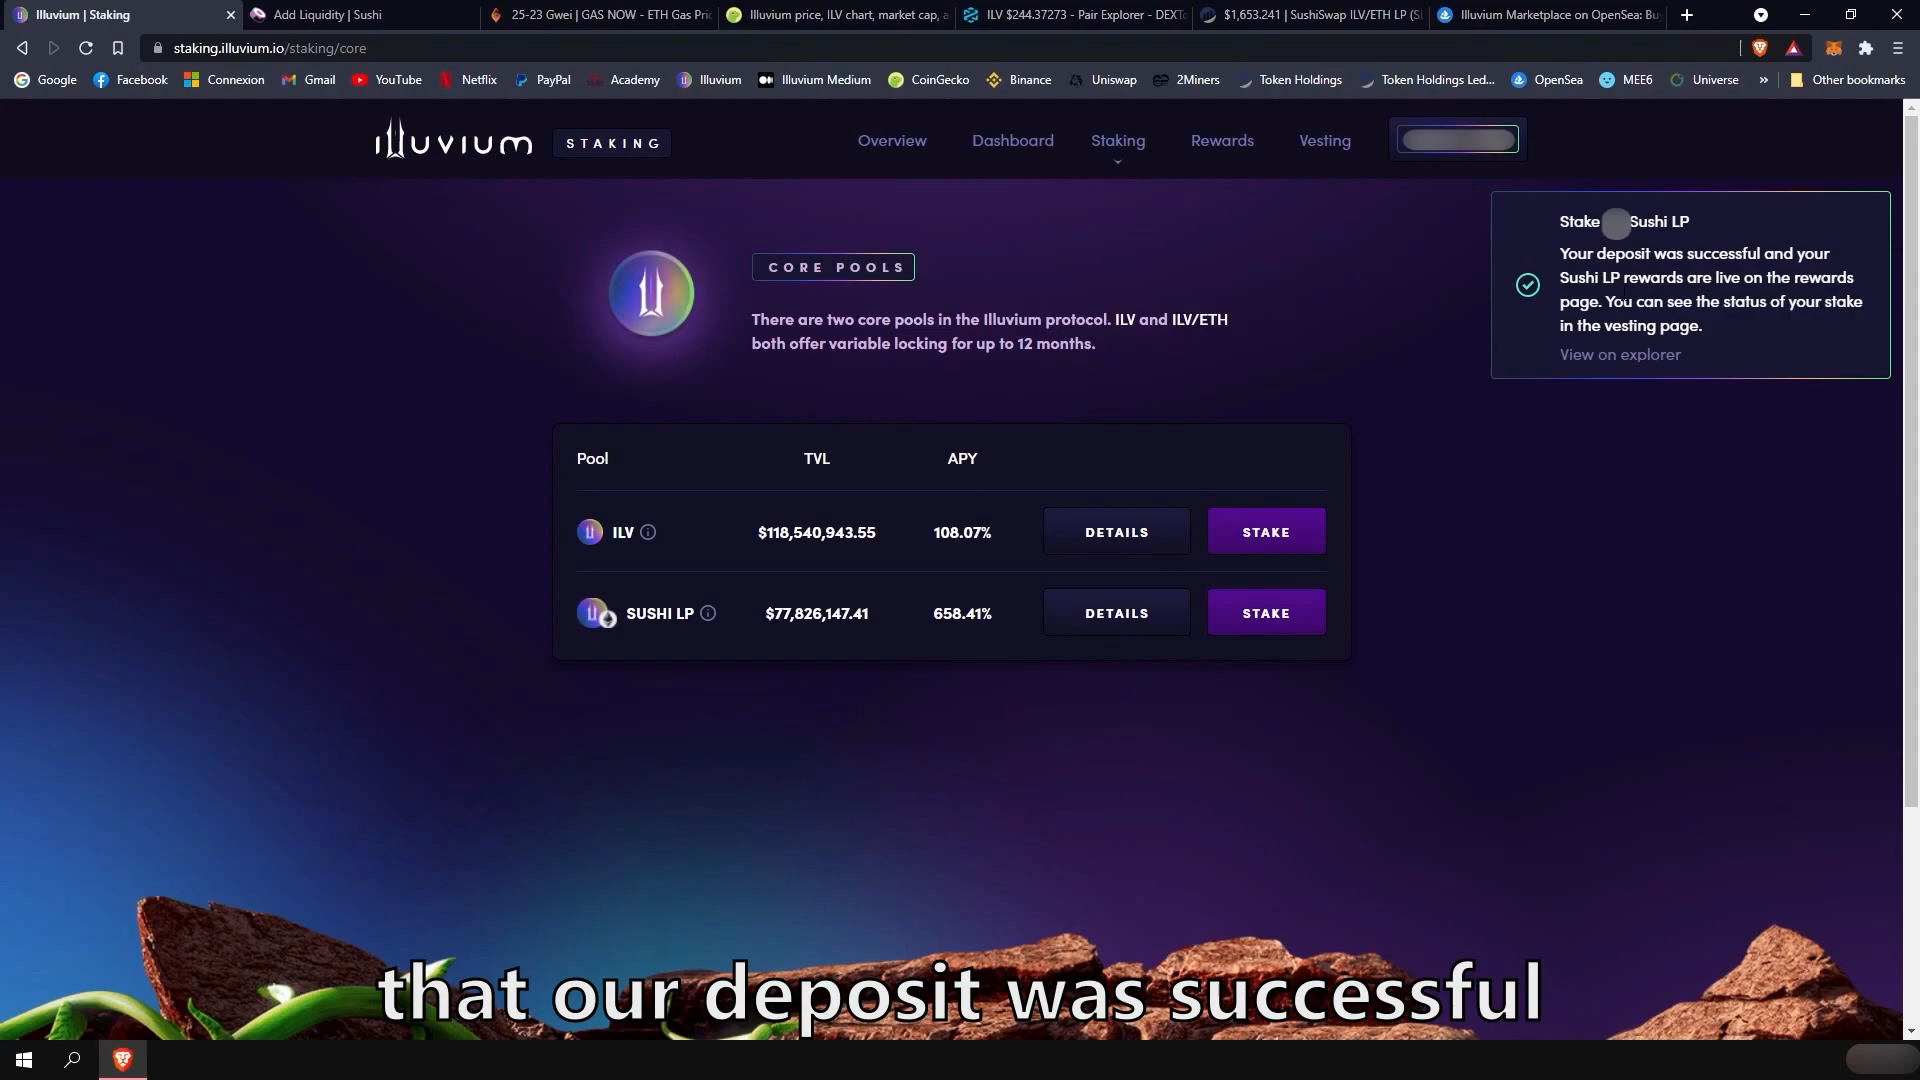 Illuvium | Staking
Add Liquidity | Sushi
25-23 Gwei | GAS NOW - ETH Gas Pric
Illuvium price, ILV chart, market cap, a
ILV $244.37273 - Pair Explorer - DEXTo
$1,653.241 | SushiSwap ILV/ETH LP (SL
Illuvium Marketplace on OpenSea: Bu
staking.illuvium.io/staking/core
Google
Facebook
Connexion
Gmail
YouTube
Netflix
PayPal
Academy
Illuvium
Illuvium Medium
CoinGecko
Binance
Uniswap
2Miners
Token Holdings
Token Holdings Led...
OpenSea
MEE6
Universe
»
Other bookmarks
illuvium
STAKING
Overview
Dashboard
Staking
Rewards
Vesting
Stake Sushi LP
Your deposit was successful and your
Sushi LP rewards are live on the rewards
page. You can see the status of your stake
in the vesting page.
View on explorer
CORE POOLS
There are two core pools in the Illuvium protocol. ILV and ILV/ETH
both offer variable locking for up to 12 months.
Pool TVL APY
ILV $118,540,943.55 108.07% DETAILS STAKE
SUSHI LP $77,826,147.41 658.41% DETAILS STAKE
that our deposit was successful